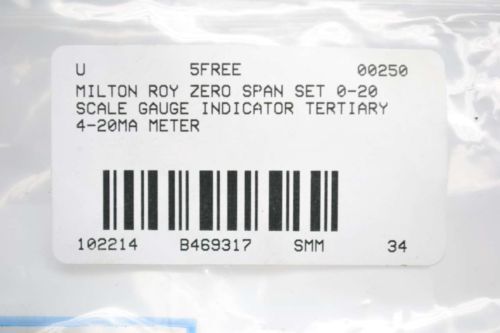 U 5FREE 00250
MILTON ROY ZERO SPAN SET 0-20
SCALE GAUGE INDICATOR TERTIARY
4-20MA METER
102214 B469317 SMM 34